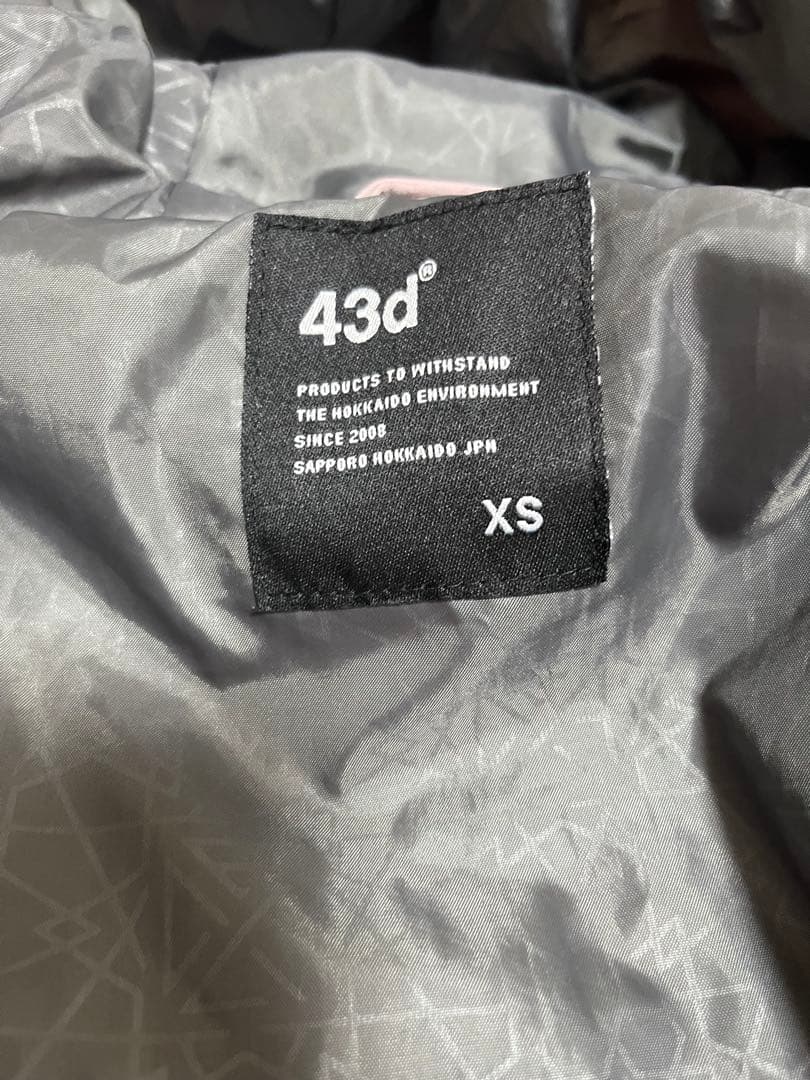 43d®
PRODUCTS TO WITHSTAND
THE HOKKAIDO ENVIRONMENT
SINCE 2008
SAPPORO HOKKAIDO JPN
XS